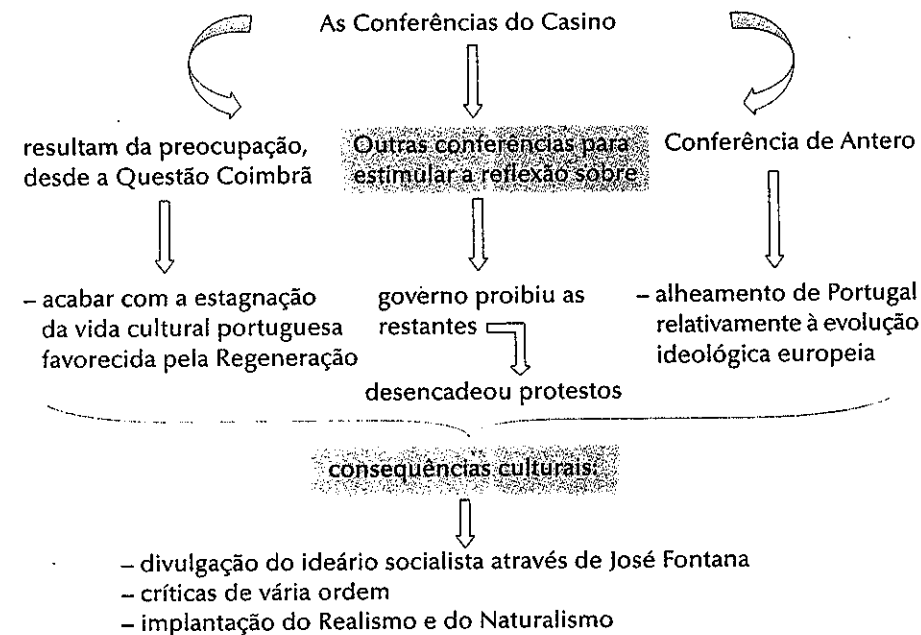 As Conferências do Casino
resultam da preocupação,
desde a Questão Coimbrã
Outras conferências para
estimular a reflexão sobre
Conferência de Antero
– acabar com a estagnação
da vida cultural portuguesa
favorecida pela Regeneração
governo proibiu as
restantes
desencadeou protestos
– alheamento de Portugal
relativamente à evolução
ideológica europeia
consequências culturais:
– divulgação do ideário socialista através de José Fontana
– críticas de vária ordem
– implantação do Realismo e do Naturalismo